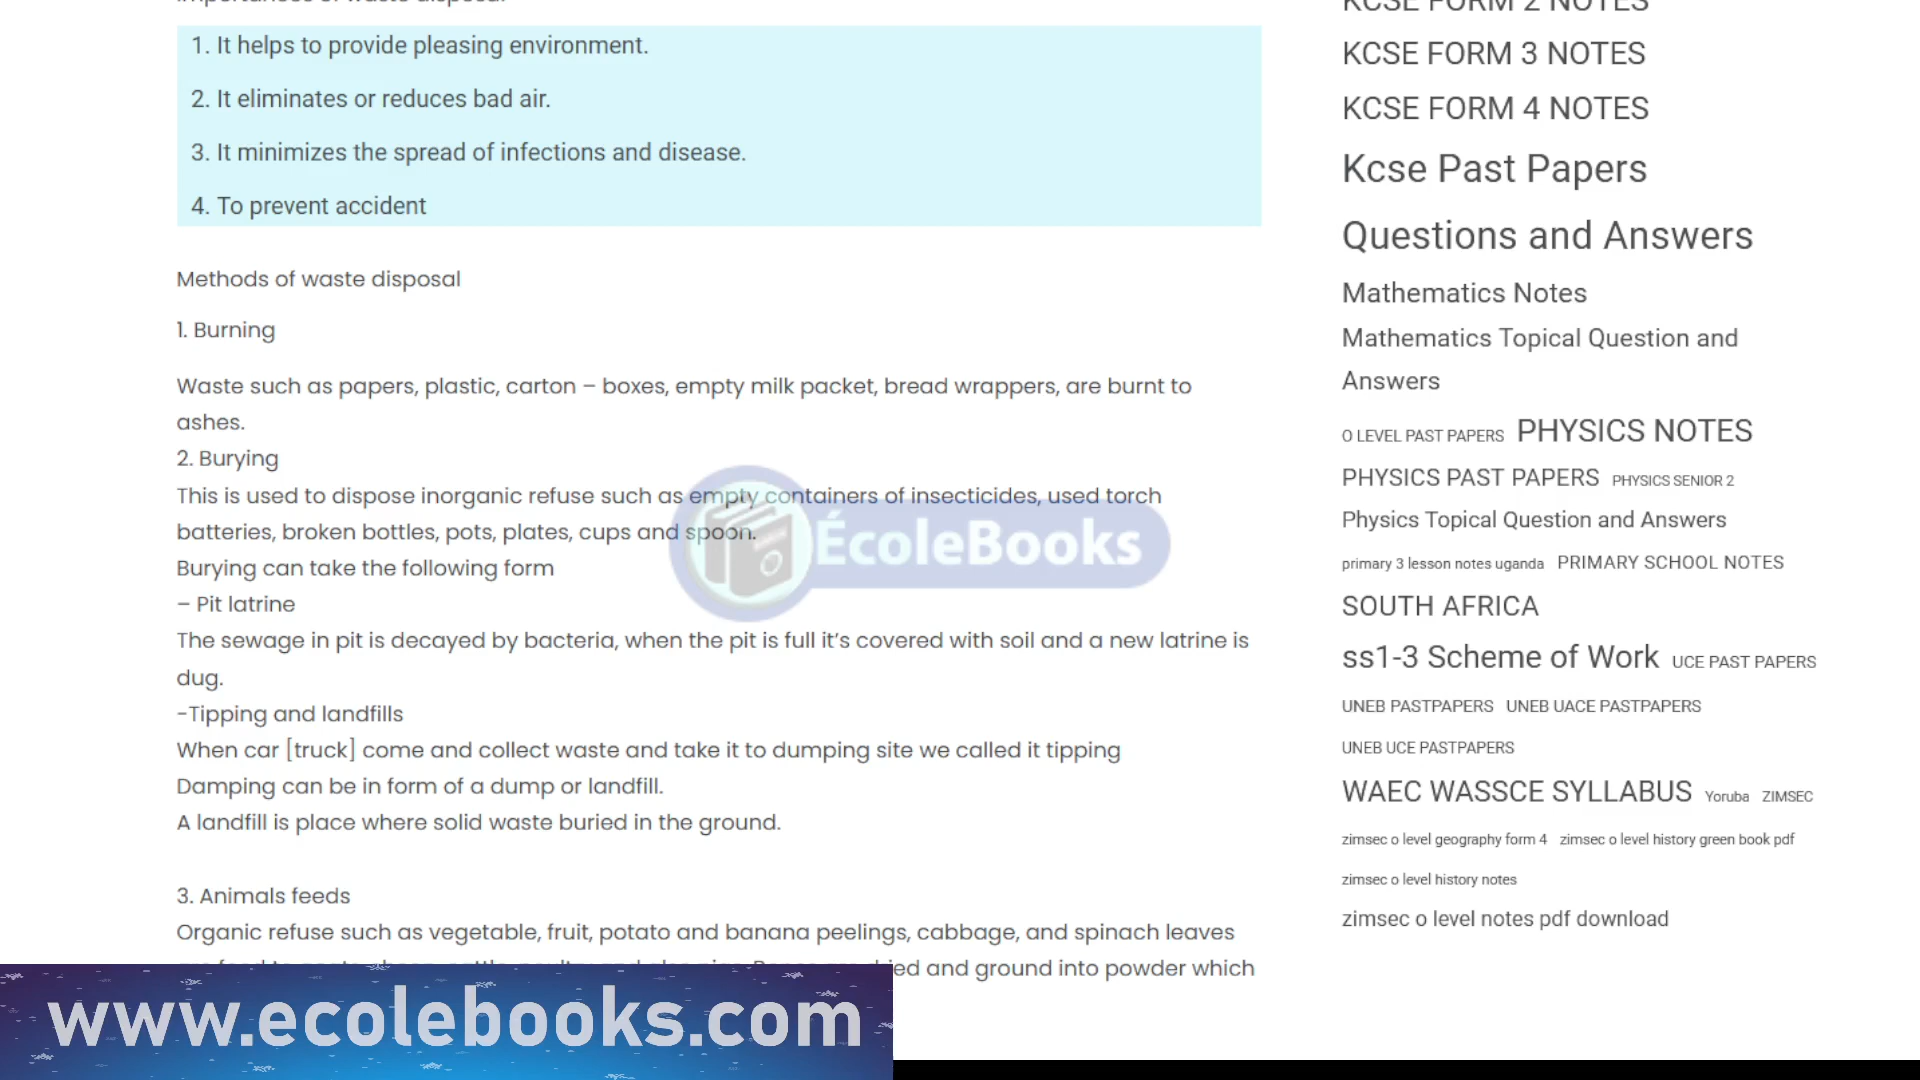 1. It helps to provide pleasing environment.
2. It eliminates or reduces bad air.
3. It minimizes the spread of infections and disease.
4. To prevent accident
Methods of waste disposal
1. Burning
Waste such as papers, plastic, carton – boxes, empty milk packet, bread wrappers, are burnt to
ashes.
2. Burying
This is used to dispose inorganic refuse such as empty containers of insecticides, used torch
batteries, broken bottles, pots, plates, cups and spoon.
Burying can take the following form
– Pit latrine
The sewage in pit is decayed by bacteria, when the pit is full it’s covered with soil and a new latrine is
dug.
-Tipping and landfills
When car [truck] come and collect waste and take it to dumping site we called it tipping
Damping can be in form of a dump or landfill.
A landfill is place where solid waste buried in the ground.
3. Animals feeds
Organic refuse such as vegetable, fruit, potato and banana peelings, cabbage, and spinach leaves
and ground into powder which
ÉcoleBooks
www.ecolebooks.com
KCSE FORM 2 NOTES
KCSE FORM 3 NOTES
KCSE FORM 4 NOTES
Kcse Past Papers
Questions and Answers
Mathematics Notes
Mathematics Topical Question and
Answers
O LEVEL PAST PAPERS PHYSICS NOTES
PHYSICS PAST PAPERS PHYSICS SENIOR 2
Physics Topical Question and Answers
primary 3 lesson notes uganda PRIMARY SCHOOL NOTES
SOUTH AFRICA
ss1-3 Scheme of Work UCE PAST PAPERS
UNEB PASTPAPERS UNEB UACE PASTPAPERS
UNEB UCE PASTPAPERS
WAEC WASSCE SYLLABUS Yoruba ZIMSEC
zimsec o level geography form 4 zimsec o level history green book pdf
zimsec o level history notes
zimsec o level notes pdf download